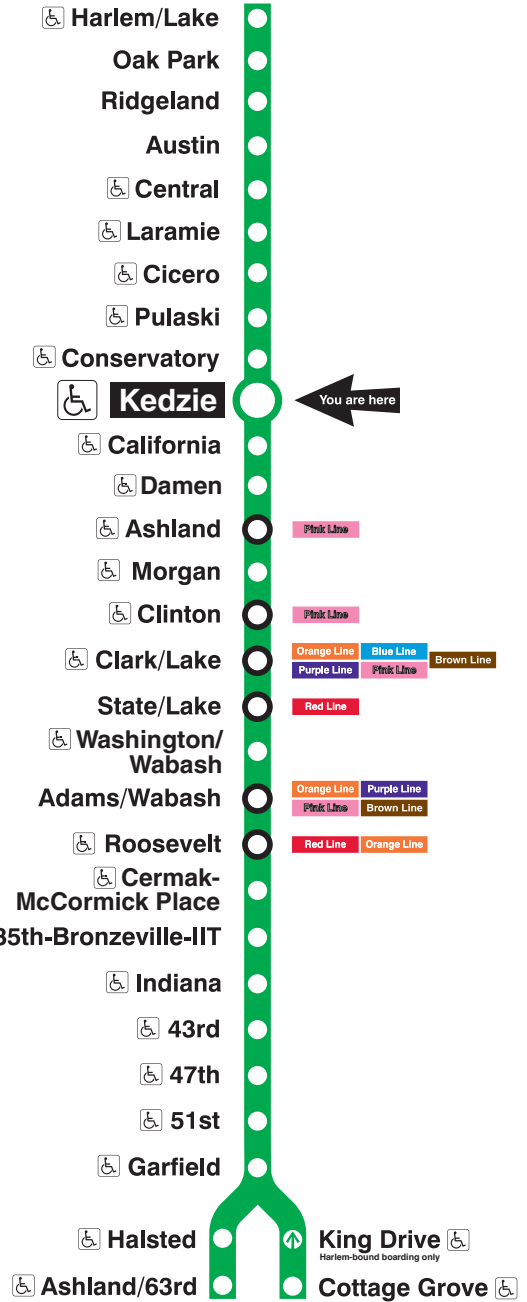 Harlem/Lake
Oak Park
Ridgeland
Austin
Central
Laramie
Cicero
Pulaski
Conservatory
Kedzie
You are here
California
Damen
Ashland
Pink Line
Morgan
Clinton
Pink Line
Clark/Lake
Orange Line Blue Line
Brown Line
Purple Line Pink Line
State/Lake
Red Line
Washington/
Wabash
Adams/Wabash
Orange Line Purple Line
Pink Line Brown Line
Roosevelt
Red Line Orange Line
Cermak-
McCormick Place
35th-Bronzeville-IIT
Indiana
43rd
47th
51st
Garfield
Halsted
King Drive
Harlem-bound boarding only
Ashland/63rd
Cottage Grove